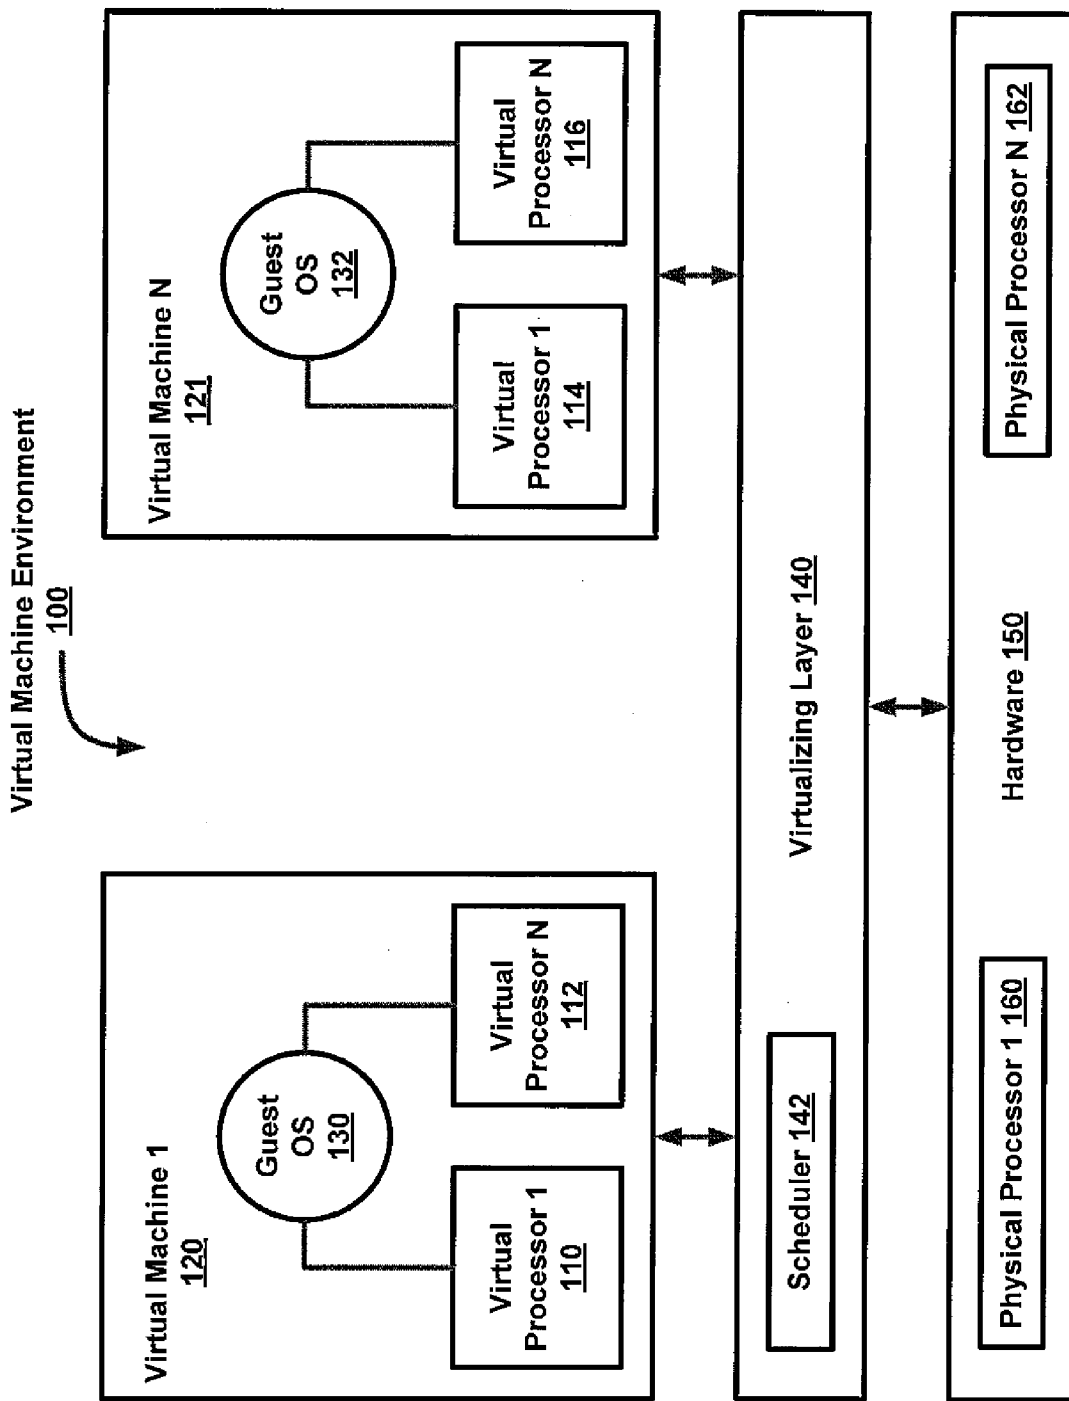 Virtual Machine Environment
100
Virtual Machine 1
120
Guest
OS
130
Virtual
Processor 1
110
Virtual
Processor N
112
Virtual Machine N
121
Guest
OS
132
Virtual
Processor 1
114
Virtual
Processor N
116
Scheduler 142
Virtualizing Layer 140
Physical Processor 1 160
Hardware 150
Physical Processor N 162